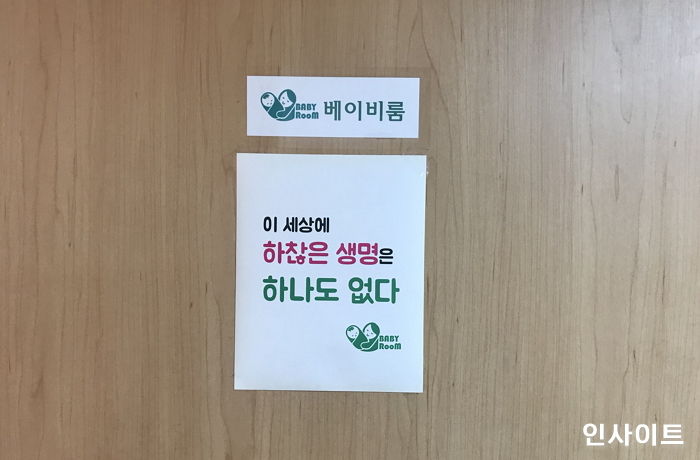 BABY
RooM 베이비룸
이 세상에
하찮은 생명은
하나도 없다
BABY
RooM
인사이트